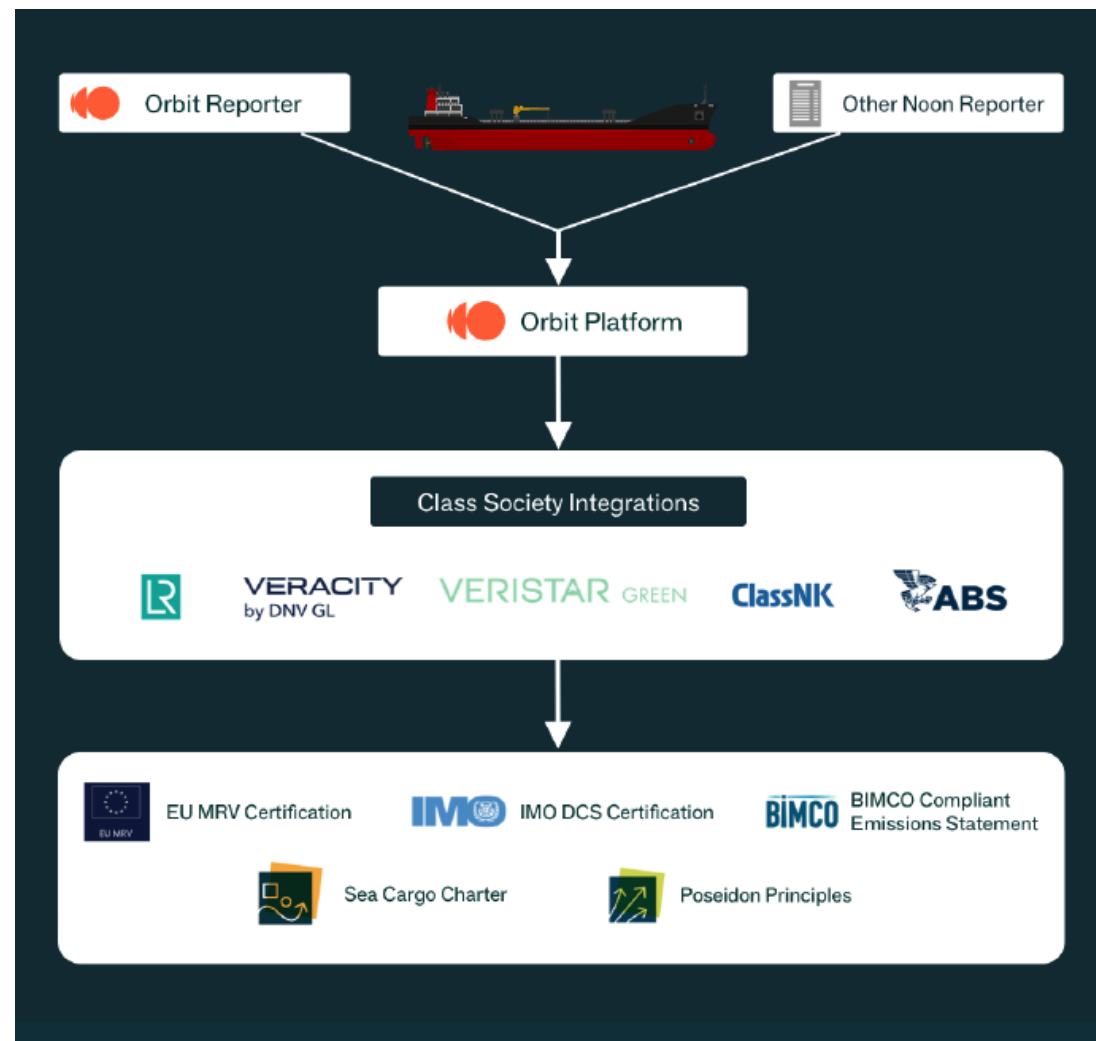 Orbit Reporter
Other Noon Reporter
Orbit Platform
Class Society Integrations
LR
VERACITY
by DNV GL
VERISTAR GREEN
ClassNK
ABS
EU MRV
EU MRV Certification
IMO
IMO DCS Certification
BIMCO
BIMCO Compliant
Emissions Statement
Sea Cargo Charter
Poseidon Principles